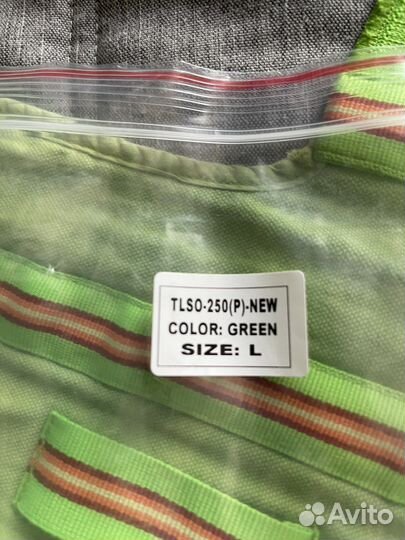 TLSO-250(P)-NEW
COLOR: GREEN
SIZE: L
Avito